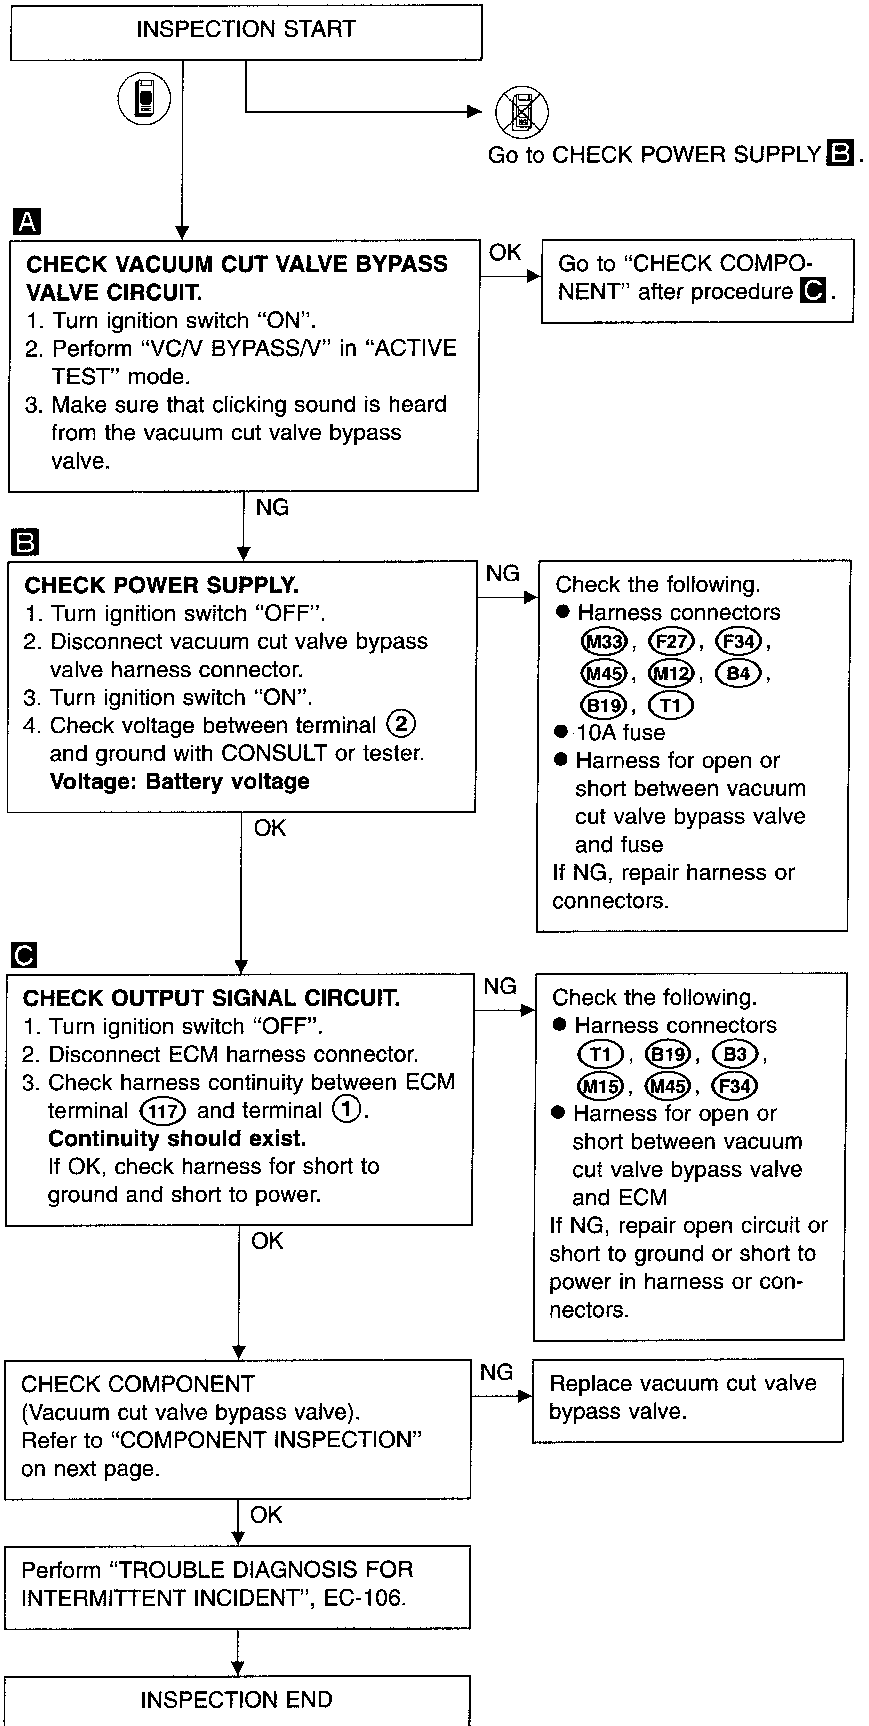 INSPECTION START
Go to CHECK POWER SUPPLY B .
A
CHECK VACUUM CUT VALVE BYPASS
VALVE CIRCUIT.
1. Turn ignition switch “ON”.
2. Perform “VC/V BYPASS/V” in “ACTIVE
TEST” mode.
3. Make sure that clicking sound is heard
from the vacuum cut valve bypass
valve.
OK
Go to “CHECK COMPO-
NENT” after procedure C .
NG
B
CHECK POWER SUPPLY.
1. Turn ignition switch “OFF”.
2. Disconnect vacuum cut valve bypass
valve harness connector.
3. Turn ignition switch “ON”.
4. Check voltage between terminal 2
and ground with CONSULT or tester.
Voltage: Battery voltage
NG
Check the following.
● Harness connectors
M33 , F27 , F34 ,
M45 , M12 , B4 ,
B19 , T1
● 10A fuse
● Harness for open or
short between vacuum
cut valve bypass valve
and fuse
If NG, repair harness or
connectors.
OK
C
CHECK OUTPUT SIGNAL CIRCUIT.
1. Turn ignition switch “OFF”.
2. Disconnect ECM harness connector.
3. Check harness continuity between ECM
terminal 117 and terminal 1 .
Continuity should exist.
If OK, check harness for short to
ground and short to power.
NG
Check the following.
● Harness connectors
T1 , B19 , B3 ,
M15 , M45 , F34
● Harness for open or
short between vacuum
cut valve bypass valve
and ECM
If NG, repair open circuit or
short to ground or short to
power in harness or con-
nectors.
OK
CHECK COMPONENT
(Vacuum cut valve bypass valve).
Refer to “COMPONENT INSPECTION”
on next page.
NG
Replace vacuum cut valve
bypass valve.
OK
Perform “TROUBLE DIAGNOSIS FOR
INTERMITTENT INCIDENT”, EC-106.
INSPECTION END